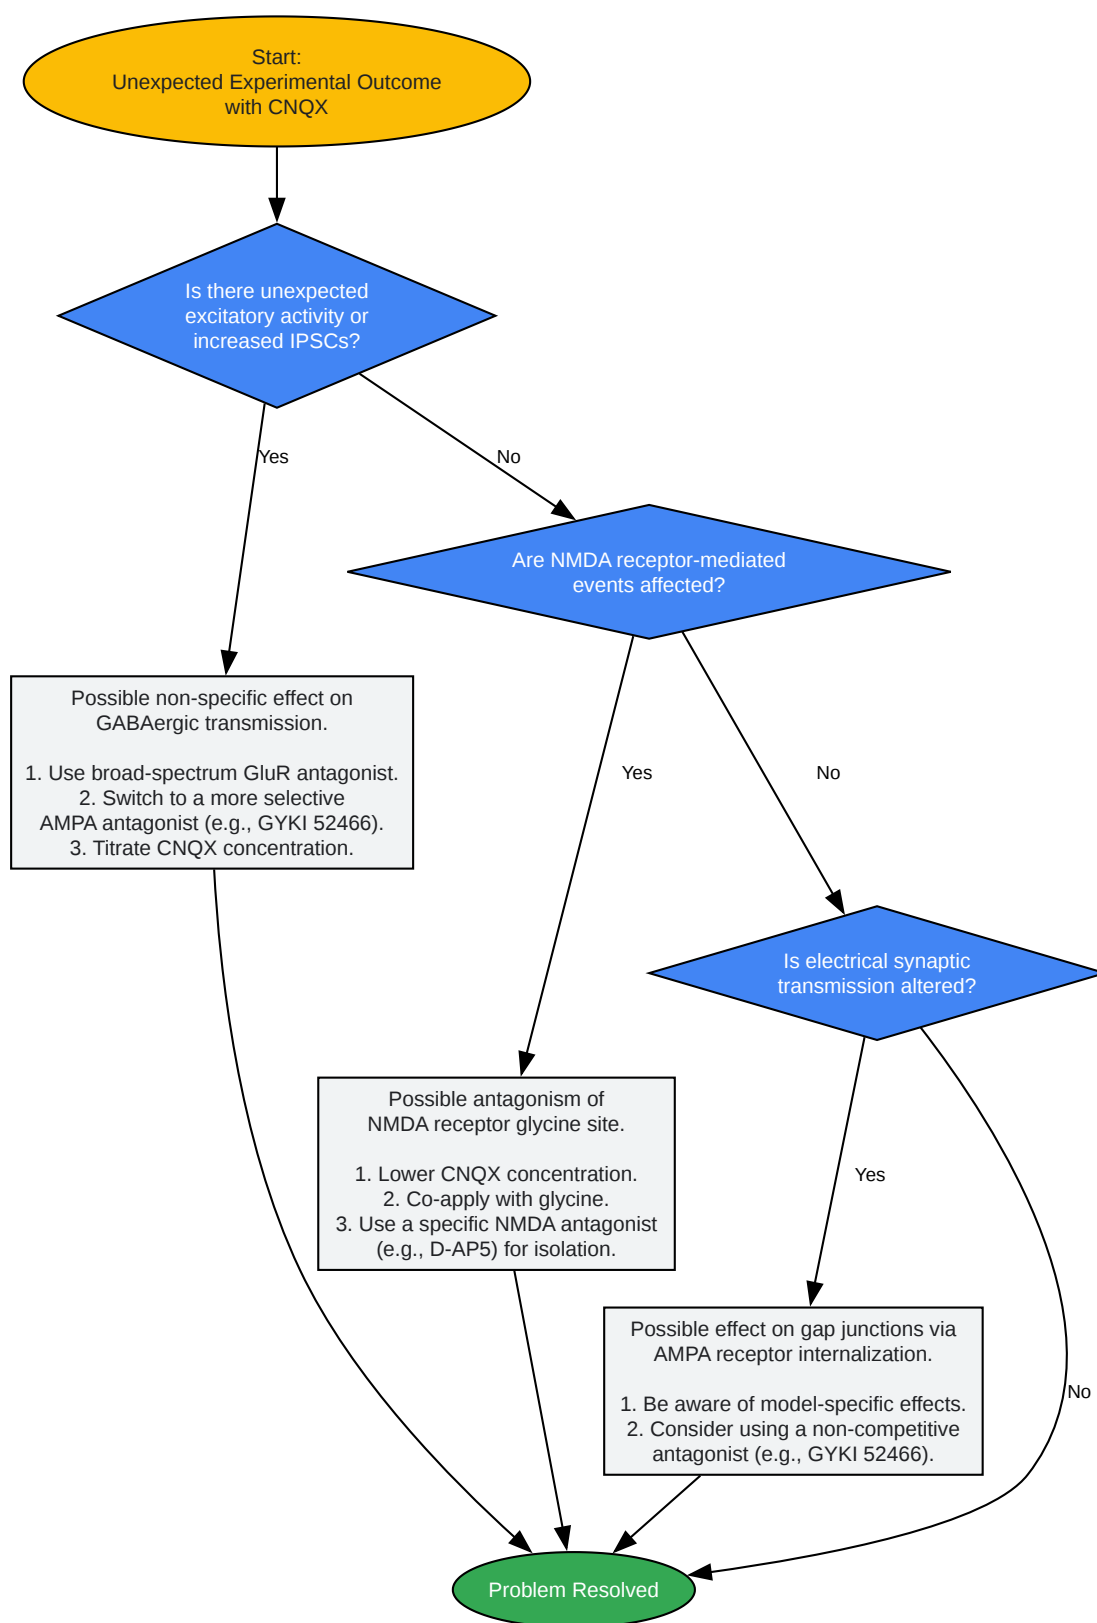 Start:
Unexpected Experimental Outcome
with CNQX
Is there unexpected
excitatory activity or
increased IPSCs?
Yes
No
Are NMDA receptor-mediated
events affected?
Possible non-specific effect on
GABAergic transmission.
1. Use broad-spectrum GluR antagonist.
2. Switch to a more selective
AMPA antagonist (e.g., GYKI 52466).
3. Titrate CNQX concentration.
Yes
No
Is electrical synaptic
transmission altered?
Possible antagonism of
NMDA receptor glycine site.
1. Lower CNQX concentration.
2. Co-apply with glycine.
3. Use a specific NMDA antagonist
(e.g., D-AP5) for isolation.
Yes
No
Possible effect on gap junctions via
AMPA receptor internalization.
1. Be aware of model-specific effects.
2. Consider using a non-competitive
antagonist (e.g., GYKI 52466).
Problem Resolved